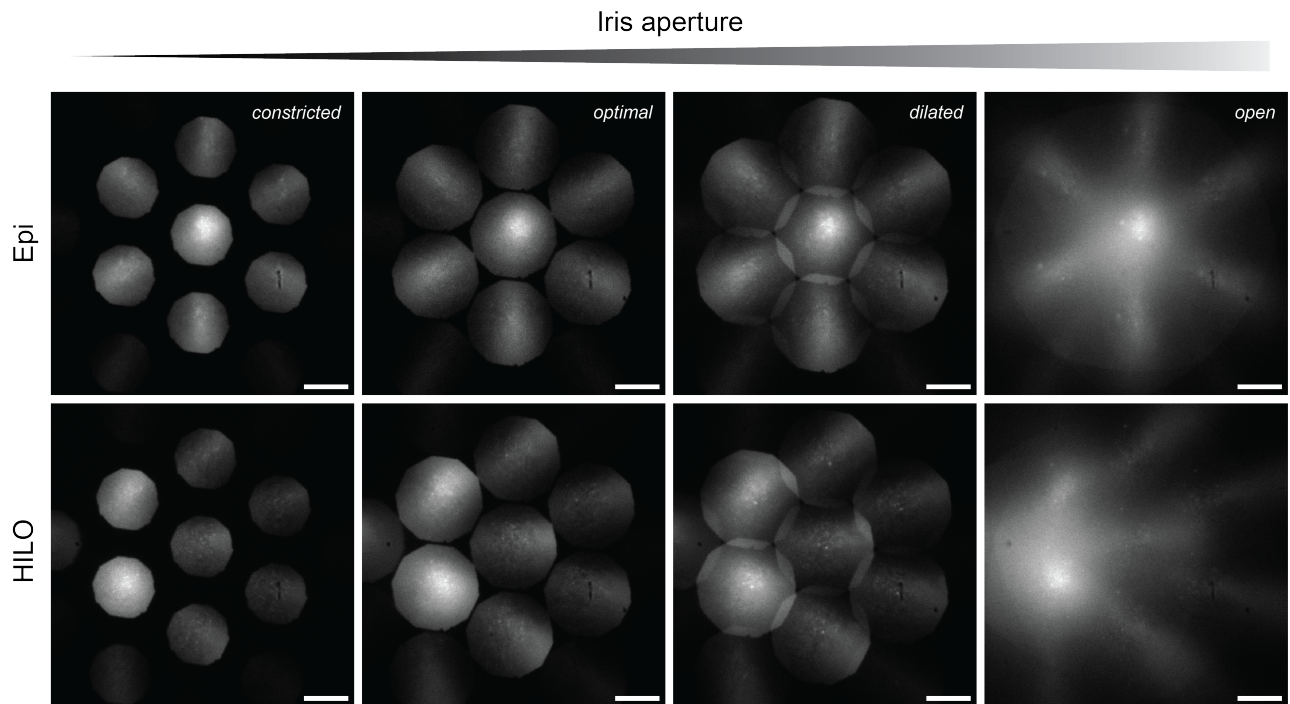 Iris aperture
constricted
optimal
dilated
open
Epi
HILO